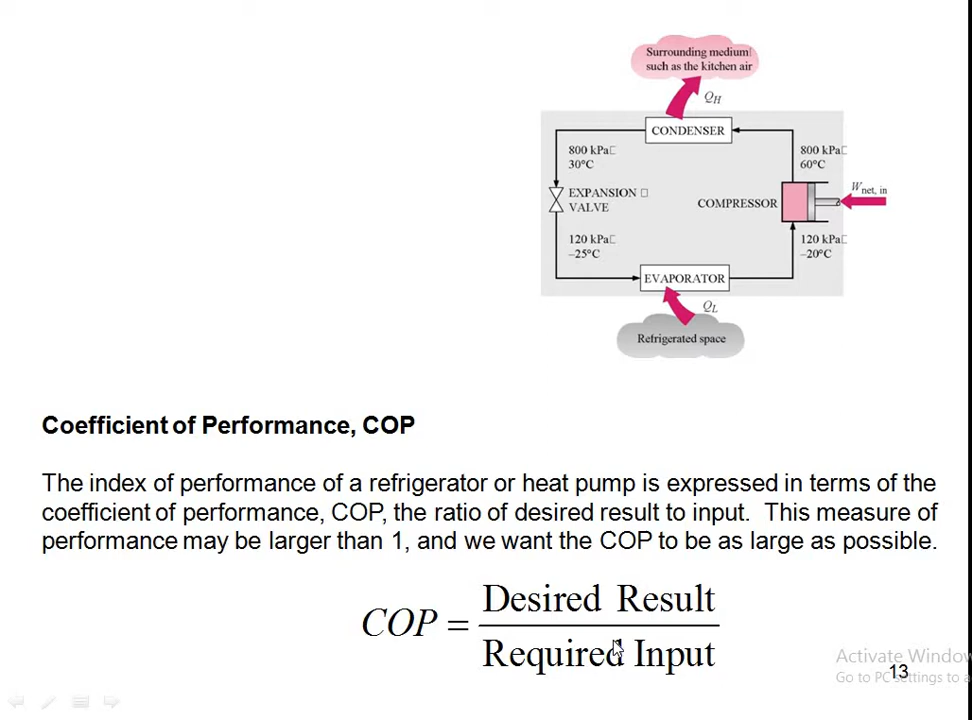 Surrounding medium
such as the kitchen air
QH
CONDENSER
800 kPa
30°C
800 kPa
60°C
EXPANSION
VALVE
COMPRESSOR
Wnet, in
120 kPa
–25°C
120 kPa
–20°C
EVAPORATOR
QL
Refrigerated space
Coefficient of Performance, COP
The index of performance of a refrigerator or heat pump is expressed in terms of the
coefficient of performance, COP, the ratio of desired result to input. This measure of
performance may be larger than 1, and we want the COP to be as large as possible.
COP = Desired Result
Required Input
Activate Window
Go to PC settings to a
13